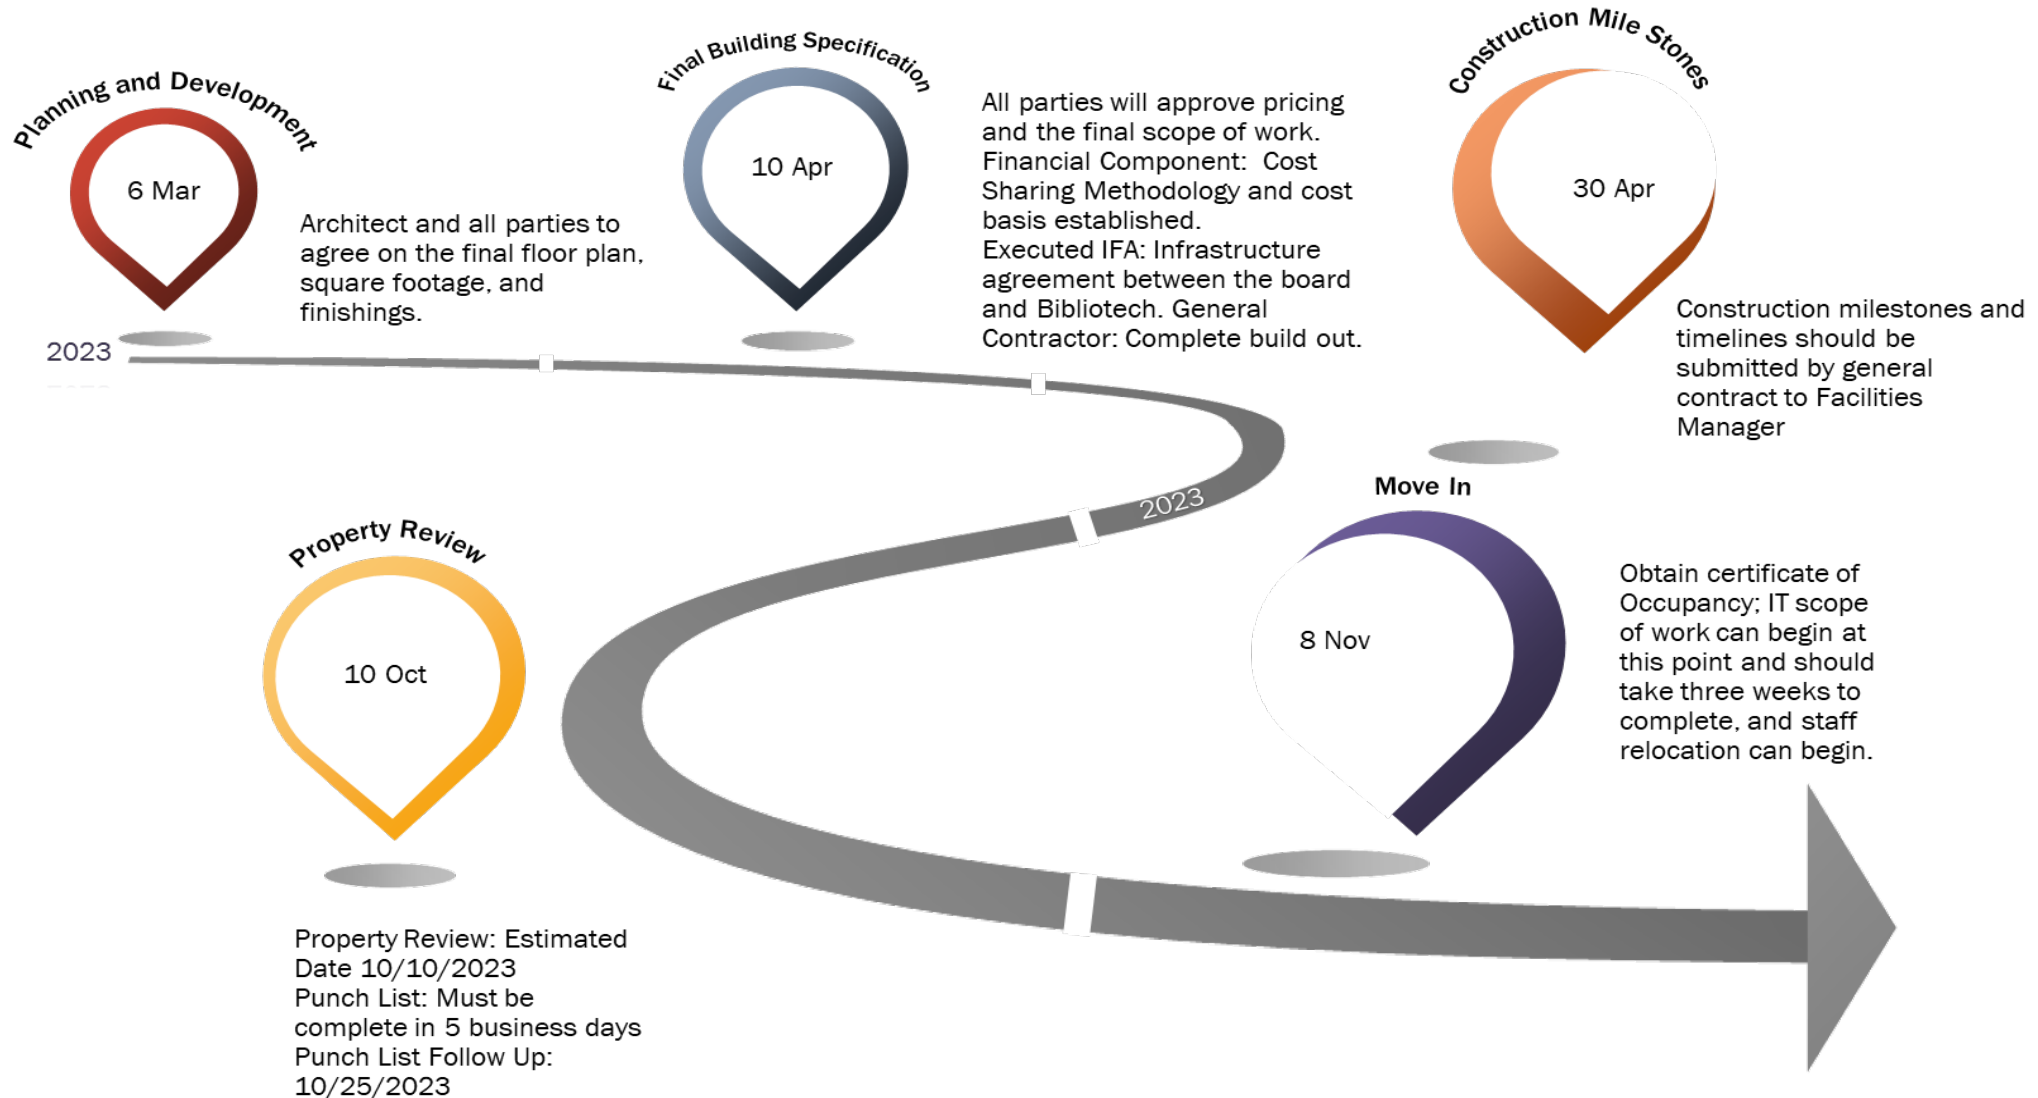 Planning and Development
6 Mar
Architect and all parties to
agree on the final floor plan,
square footage, and
finishings.
Final Building Specification
10 Apr
All parties will approve pricing
and the final scope of work.
Financial Component:  Cost
Sharing Methodology and cost
basis established.
Executed IFA: Infrastructure
agreement between the board
and Bibliotech. General
Contractor: Complete build out.
Construction Mile Stones
30 Apr
Construction milestones and
timelines should be
submitted by general
contract to Facilities
Manager
2023
2023
Property Review
10 Oct
Property Review: Estimated
Date 10/10/2023
Punch List: Must be
complete in 5 business days
Punch List Follow Up:
10/25/2023
Move In
8 Nov
Obtain certificate of
Occupancy; IT scope
of work can begin at
this point and should
take three weeks to
complete, and staff
relocation can begin.